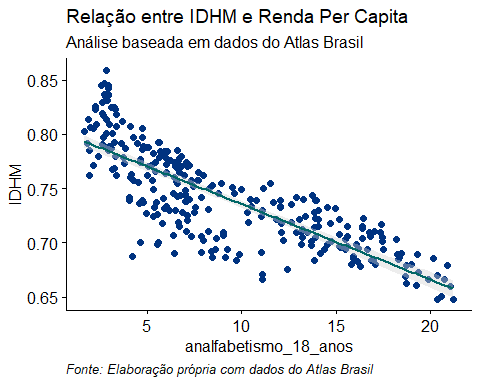 Relação entre IDHM e Renda Per Capita
Análise baseada em dados do Atlas Brasil
0.85
0.80
0.75
0.70
0.65
IDHM
5
10
15
20
analfabetismo_18_anos
Fonte: Elaboração própria com dados do Atlas Brasil